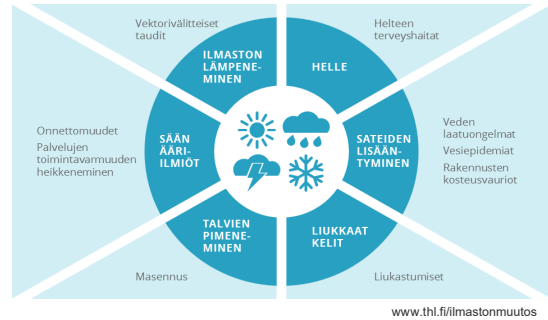 Vektorivälitteiset
taudit
ILMASTON
LÄMPENE-
MINEN
HELLE
Helteen
terveyshaitat
Onnettomuudet
Palvelujen
toimintavarmuuden
heikkeneminen
SÄÄN
ÄÄRI-
ILMIÖT
SATEIDEN
LISÄÄN-
TYMINEN
Veden
laatuongelmat
Vesiepidemiat
Rakennusten
kosteusvauriot
TALVIEN
PIMENE-
MINEN
LIUKKAAT
KELIT
Masennus
Liukastumiset
www.thl.fi/ilmastonmuutos